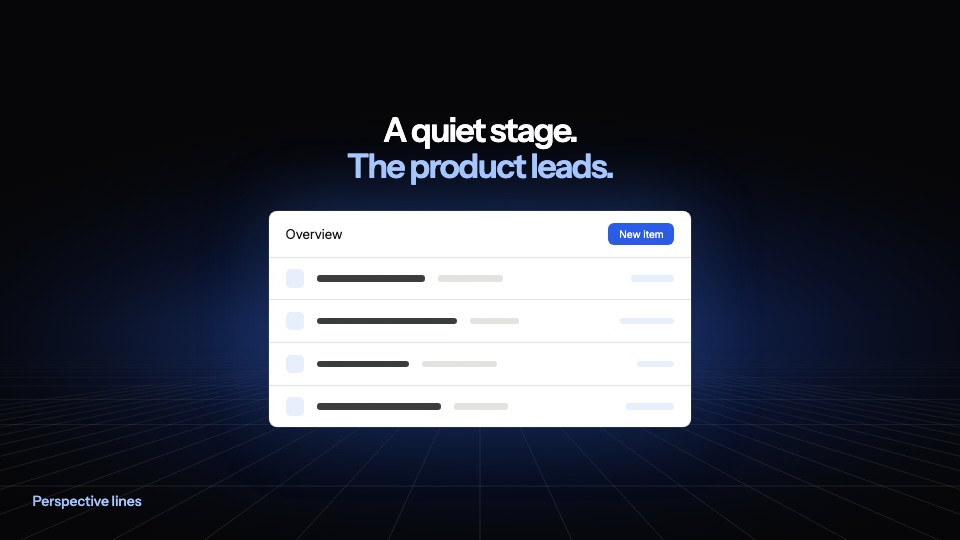 A quiet stage.
The product leads.
Overview
New Item
Perspective lines